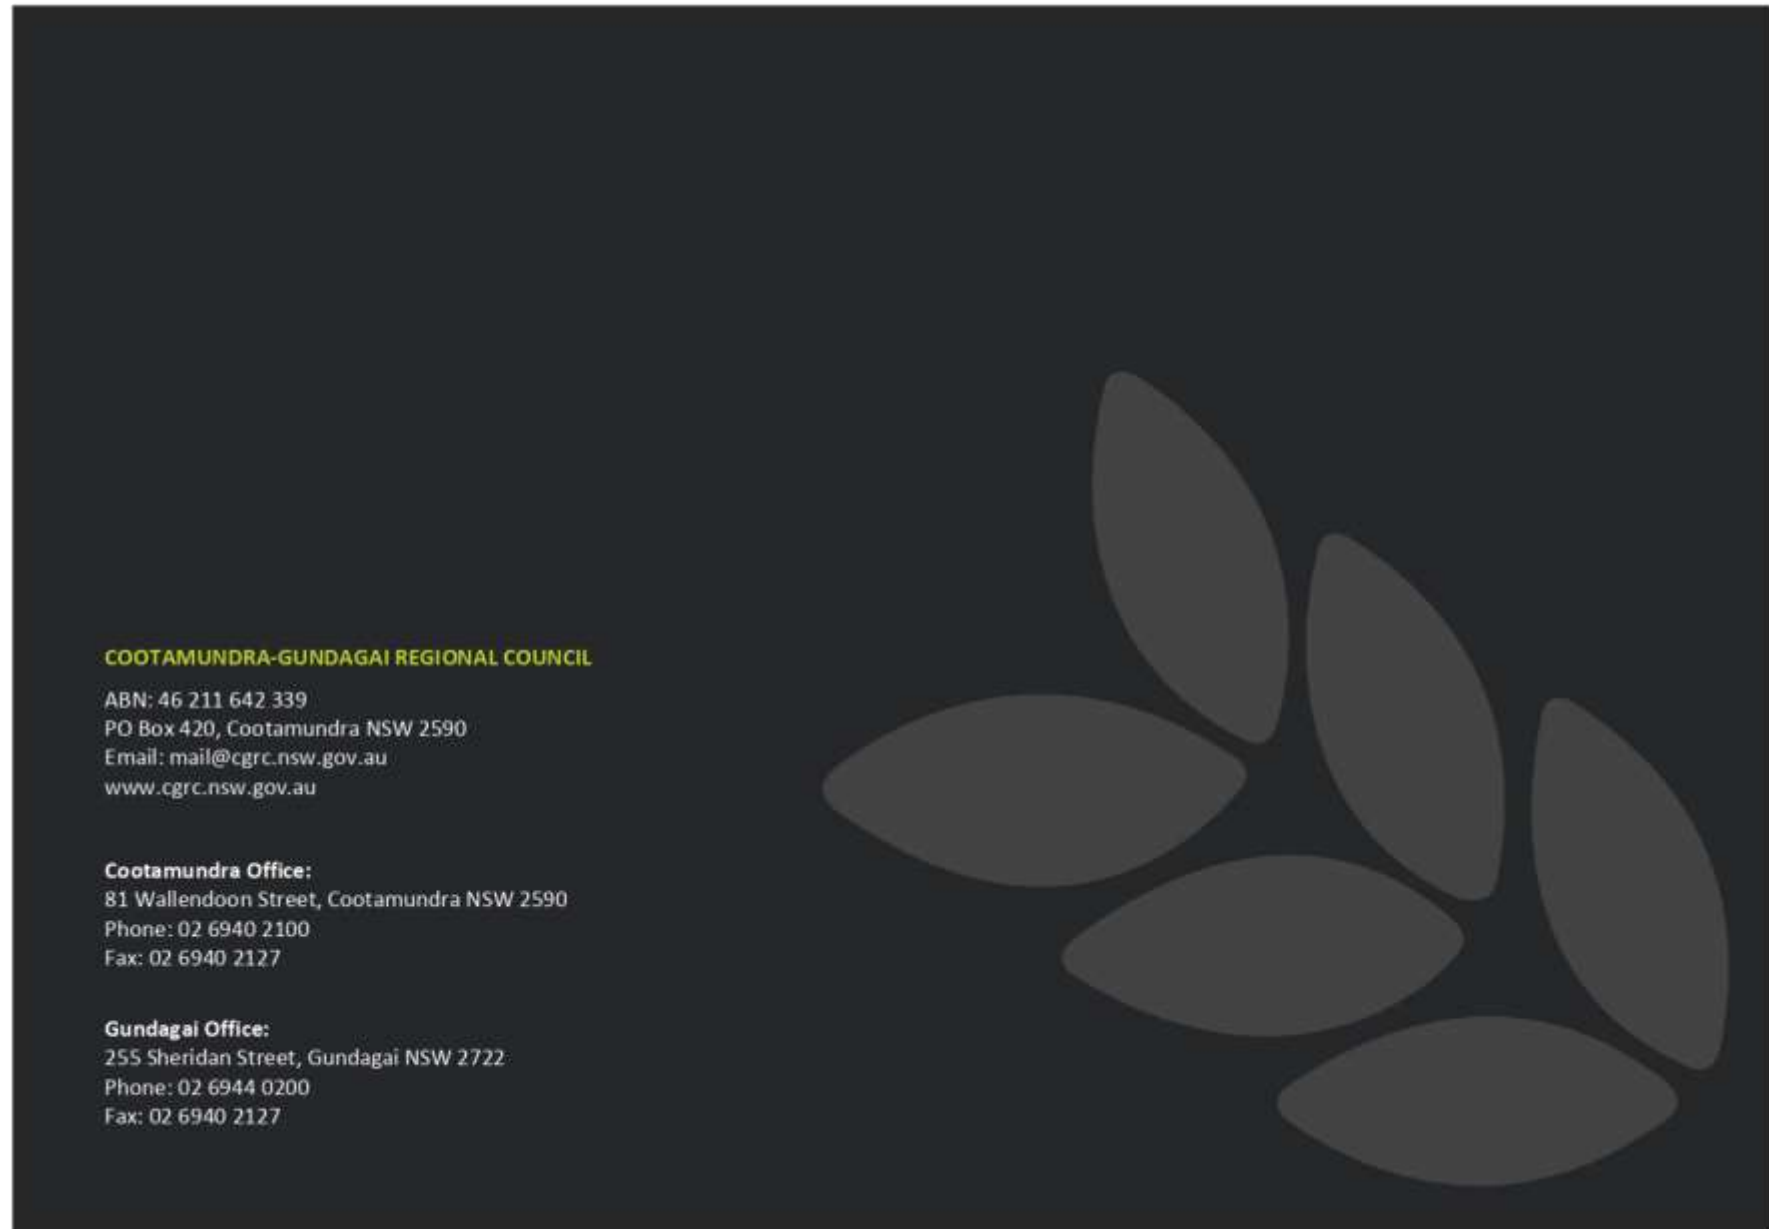 COOTAMUNDRA-GUNDAGAI REGIONAL COUNCIL
ABN: 46 211 642 339
PO Box 420, Cootamundra NSW 2590
Email: mail@cgrc.nsw.gov.au
www.cgrc.nsw.gov.au
Cootamundra Office:
81 Wallendoon Street, Cootamundra NSW 2590
Phone: 02 6940 2100
Fax: 02 6940 2127
Gundagai Office:
255 Sheridan Street, Gundagai NSW 2722
Phone: 02 6944 0200
Fax: 02 6940 2127